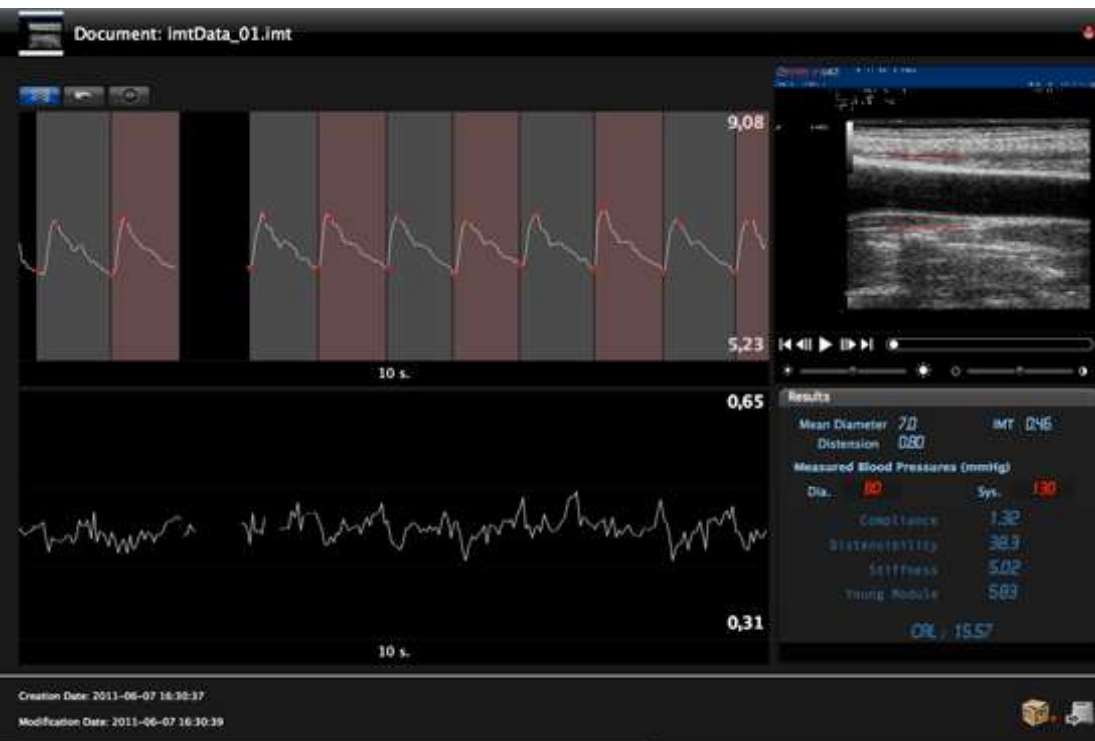 Document: imtData_01.imt
9,08
5,23
10 s.
0,65
0,31
10 s.
Results
Mean Diameter 7.0 IMT 0.46
Distension 0.80
Measured Blood Pressures (mmHg)
Dia. 80 Sys. 130
Compliance 1.32
Distensibility 38.3
Stiffness 5.02
Young Module 583
CAL : 15.57
Creation Date: 2011-06-07 16:30:37
Modification Date: 2011-06-07 16:30:39